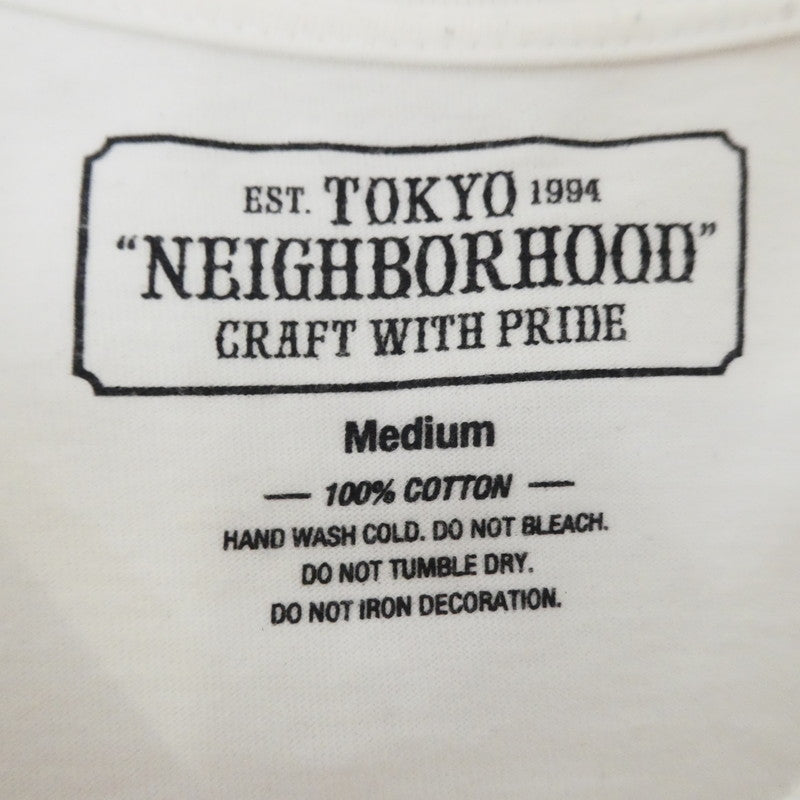 EST. TOKYO 1994
“NEIGHBORHOOD”
CRAFT WITH PRIDE
Medium
— 100% COTTON —
HAND WASH COLD. DO NOT BLEACH.
DO NOT TUMBLE DRY.
DO NOT IRON DECORATION.